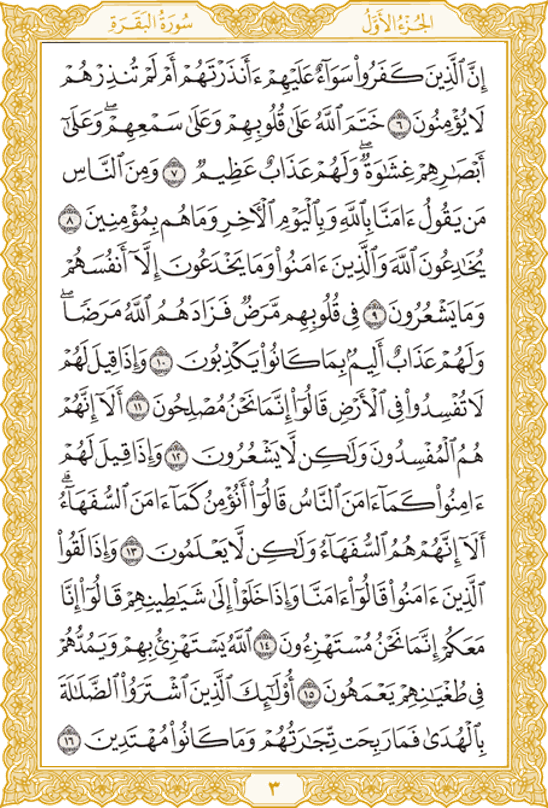 الجُزءُ الأَوَّلُ
سُورَةُ البَقَرَةِ
إِنَّ ٱلَّذِينَ كَفَرُوا۟ سَوَآءٌ عَلَيْهِمْ ءَأَنذَرْتَهُمْ أَمْ لَمْ تُنذِرْهُمْ
لَا يُؤْمِنُونَ ٦ خَتَمَ ٱللَّهُ عَلَىٰ قُلُوبِهِمْ وَعَلَىٰ سَمْعِهِمْ ۖ وَعَلَىٰٓ
أَبْصَـٰرِهِمْ غِشَـٰوَةٌ ۖ وَلَهُمْ عَذَابٌ عَظِيمٌ ٧ وَمِنَ ٱلنَّاسِ
مَن يَقُولُ ءَامَنَّا بِٱللَّهِ وَبِٱلْيَوْمِ ٱلْـَٔاخِرِ وَمَا هُم بِمُؤْمِنِينَ ٨
يُخَـٰدِعُونَ ٱللَّهَ وَٱلَّذِينَ ءَامَنُوا۟ وَمَا يَخْدَعُونَ إِلَّآ أَنفُسَهُمْ
وَمَا يَشْعُرُونَ ٩ فِى قُلُوبِهِم مَّرَضٌ فَزَادَهُمُ ٱللَّهُ مَرَضًا ۖ
وَلَهُمْ عَذَابٌ أَلِيمٌۢ بِمَا كَانُوا۟ يَكْذِبُونَ ١٠ وَإِذَا قِيلَ لَهُمْ
لَا تُفْسِدُوا۟ فِى ٱلْأَرْضِ قَالُوٓا۟ إِنَّمَا نَحْنُ مُصْلِحُونَ ١١ أَلَآ إِنَّهُمْ
هُمُ ٱلْمُفْسِدُونَ وَلَـٰكِن لَّا يَشْعُرُونَ ١٢ وَإِذَا قِيلَ لَهُمْ
ءَامِنُوا۟ كَمَآ ءَامَنَ ٱلنَّاسُ قَالُوٓا۟ أَنُؤْمِنُ كَمَآ ءَامَنَ ٱلسُّفَهَآءُ ۗ
أَلَآ إِنَّهُمْ هُمُ ٱلسُّفَهَآءُ وَلَـٰكِن لَّا يَعْلَمُونَ ١٣ وَإِذَا لَقُوا۟
ٱلَّذِينَ ءَامَنُوا۟ قَالُوٓا۟ ءَامَنَّا وَإِذَا خَلَوْا۟ إِلَىٰ شَيَـٰطِينِهِمْ قَالُوٓا۟ إِنَّا
مَعَكُمْ إِنَّمَا نَحْنُ مُسْتَهْزِءُونَ ١٤ ٱللَّهُ يَسْتَهْزِئُ بِهِمْ وَيَمُدُّهُمْ
فِى طُغْيَـٰنِهِمْ يَعْمَهُونَ ١٥ أُو۟لَـٰٓئِكَ ٱلَّذِينَ ٱشْتَرَوُا۟ ٱلضَّلَـٰلَةَ
بِٱلْهُدَىٰ فَمَا رَبِحَت تِّجَـٰرَتُهُمْ وَمَا كَانُوا۟ مُهْتَدِينَ ١٦
٣